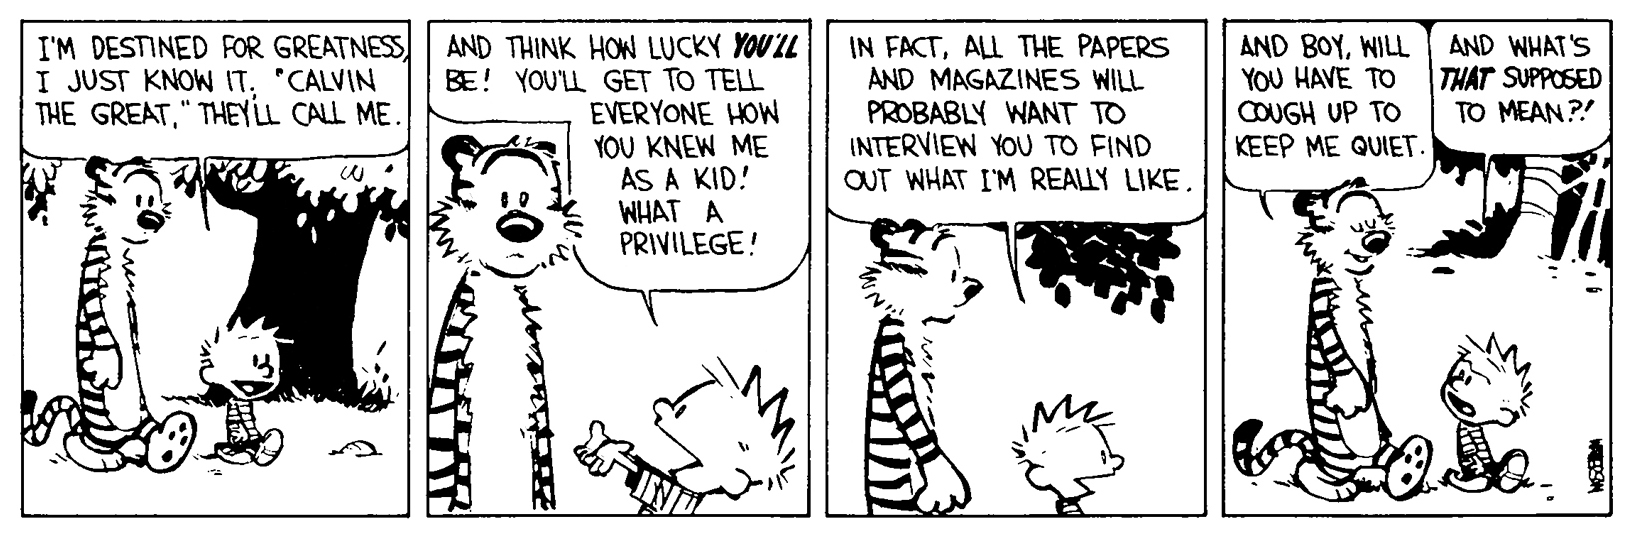 I'M DESTINED FOR GREATNESS,
I JUST KNOW IT. "CALVIN
THE GREAT," THEY'LL CALL ME.
AND THINK HOW LUCKY YOU'LL
BE! YOU'LL GET TO TELL
EVERYONE HOW
YOU KNEW ME
AS A KID!
WHAT A
PRIVILEGE!
IN FACT, ALL THE PAPERS
AND MAGAZINES WILL
PROBABLY WANT TO
INTERVIEW YOU TO FIND
OUT WHAT I'M REALLY LIKE.
AND BOY, WILL
YOU HAVE TO
COUGH UP TO
KEEP ME QUIET.
AND WHAT'S
THAT SUPPOSED
TO MEAN?!
WATTERSON